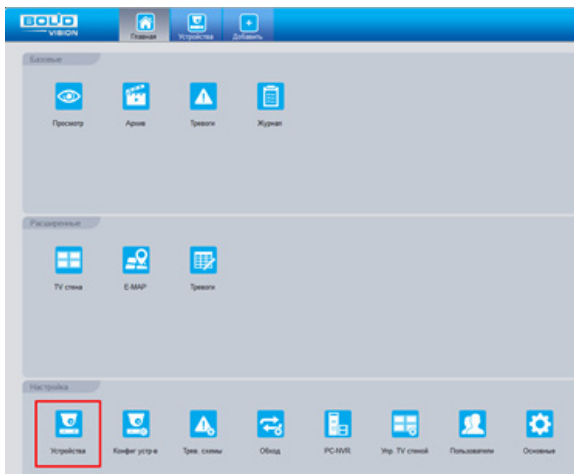 BOLID
VISION
Главная
Устройства
Добавить
Базовые
Просмотр
Архив
Тревоги
Журнал
Расширенные
TV стена
E-MAP
Тревоги
Настройка
Устройства
Конфиг устр-в
Трев. схемы
Обход
PC-NVR
Упр. TV стеной
Пользователи
Основные